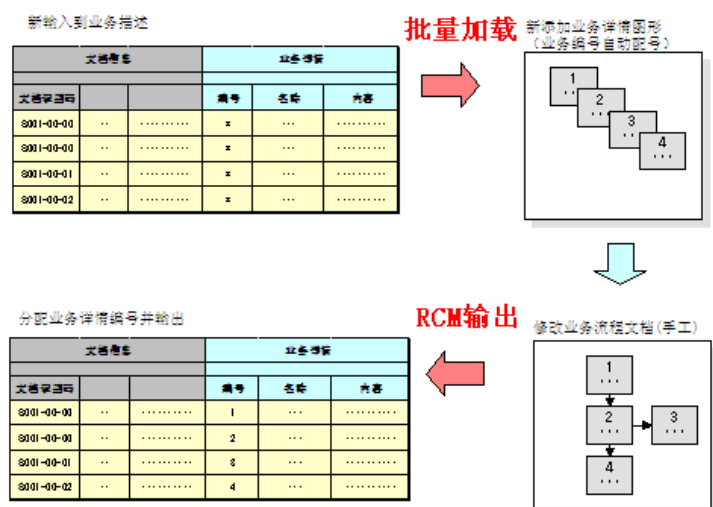 新输入到业务描述
批量加载
新添加业务详情图形
(业务编号自动配号)
文档信息 业务详情
文档识别码 编号 名称 内容
S001-00-00 ·· ·········· x ··· ··········
S001-00-00 ·· ·········· x ··· ··········
S001-00-01 ·· ·········· x ··· ··········
S001-00-02 ·· ·········· x ··· ··········
1
···
2
···
3
···
4
···
分配业务详情编号并输出
RCM输出
修改业务流程文档(手工)
文档信息 业务详情
文档识别码 编号 名称 内容
S001-00-00 ·· ·········· 1 ··· ··········
S001-00-00 ·· ·········· 2 ··· ··········
S001-00-01 ·· ·········· 3 ··· ··········
S001-00-02 ·· ·········· 4 ··· ··········
1
···
2
···
3
···
4
···